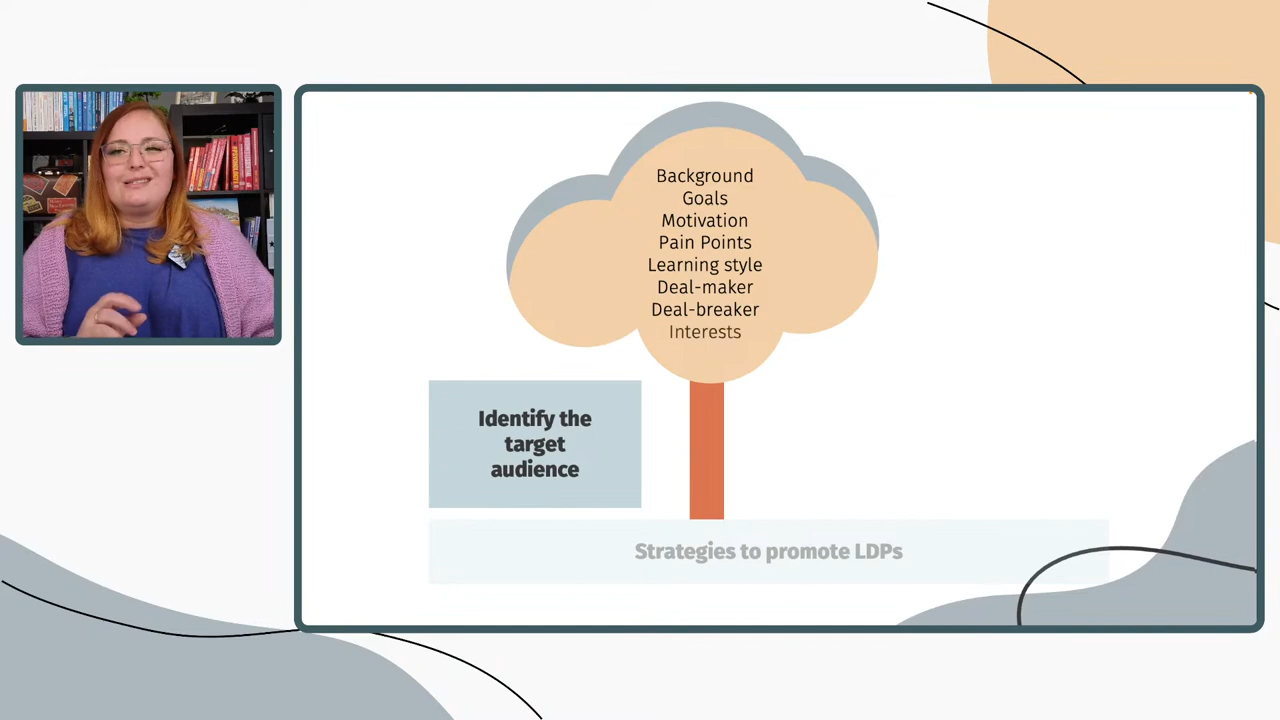 Background
Goals
Motivation
Pain Points
Learning style
Deal-maker
Deal-breaker
Interests
Identify the
target
audience
Strategies to promote LDPs